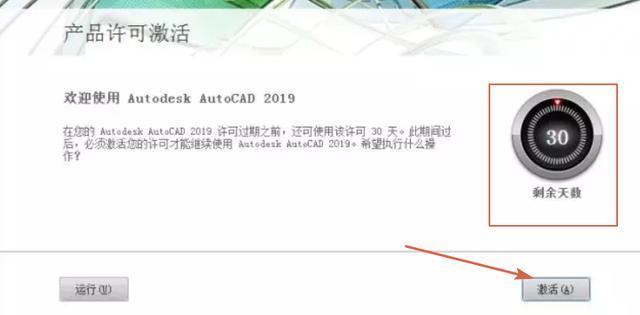 产品许可激活
欢迎使用 Autodesk AutoCAD 2019
在您的 Autodesk AutoCAD 2019 许可过期之前，还可使用该许可 30 天。此期间过
后，必须激活您的许可才能继续使用 Autodesk AutoCAD 2019。希望执行什么操
作？
30
剩余天数
运行(U)
激活(A)